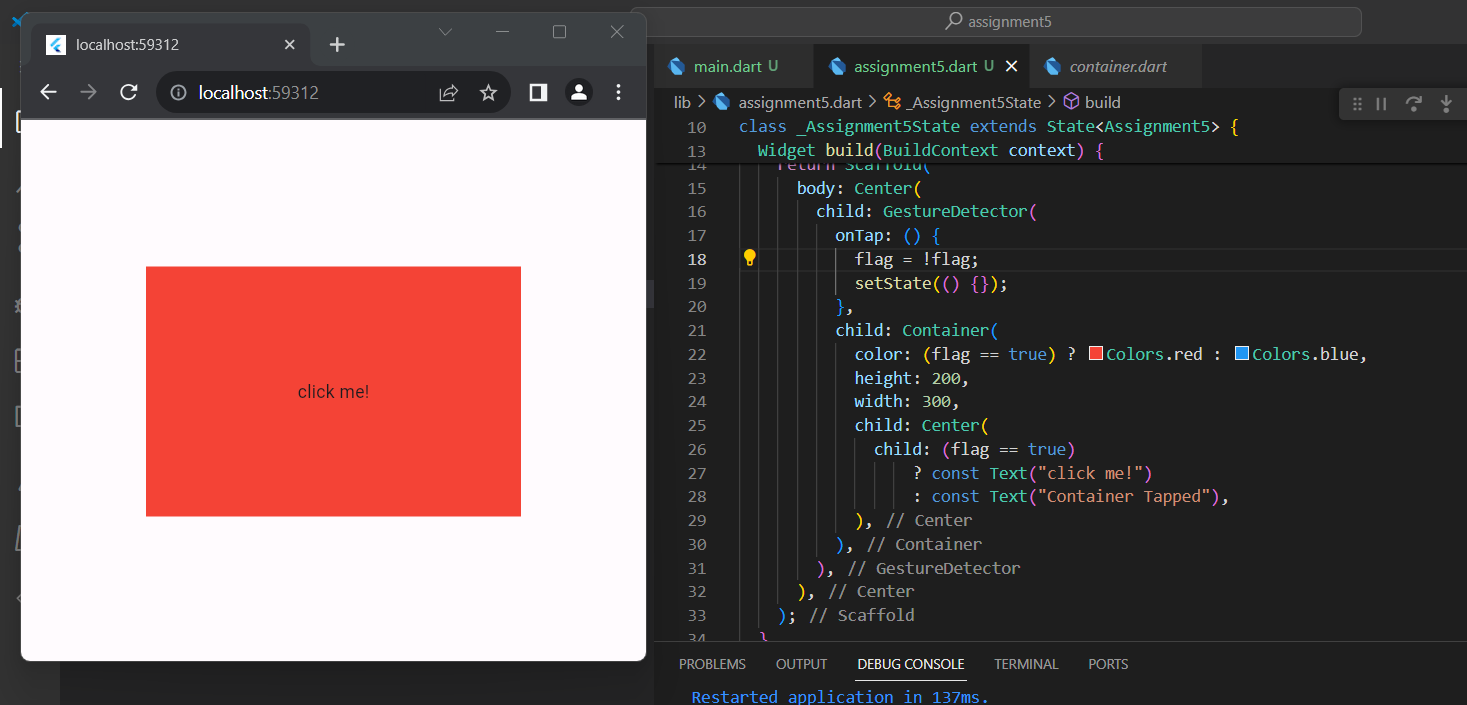 localhost:59312
localhost:59312
click me!
assignment5
main.dart U
assignment5.dart U
container.dart
lib > assignment5.dart > _Assignment5State > build
10 class _Assignment5State extends State<Assignment5> {
13 Widget build(BuildContext context) {
14 return Scaffold(
15 body: Center(
16 child: GestureDetector(
17 onTap: () {
18 flag = !flag;
19 setState(() {});
20 },
21 child: Container(
22 color: (flag == true) ? Colors.red : Colors.blue,
23 height: 200,
24 width: 300,
25 child: Center(
26 child: (flag == true)
27 ? const Text("click me!")
28 : const Text("Container Tapped"),
29 ), // Center
30 ), // Container
31 ), // GestureDetector
32 ), // Center
33 ); // Scaffold
34 }
PROBLEMS OUTPUT DEBUG CONSOLE TERMINAL PORTS
Restarted application in 137ms.